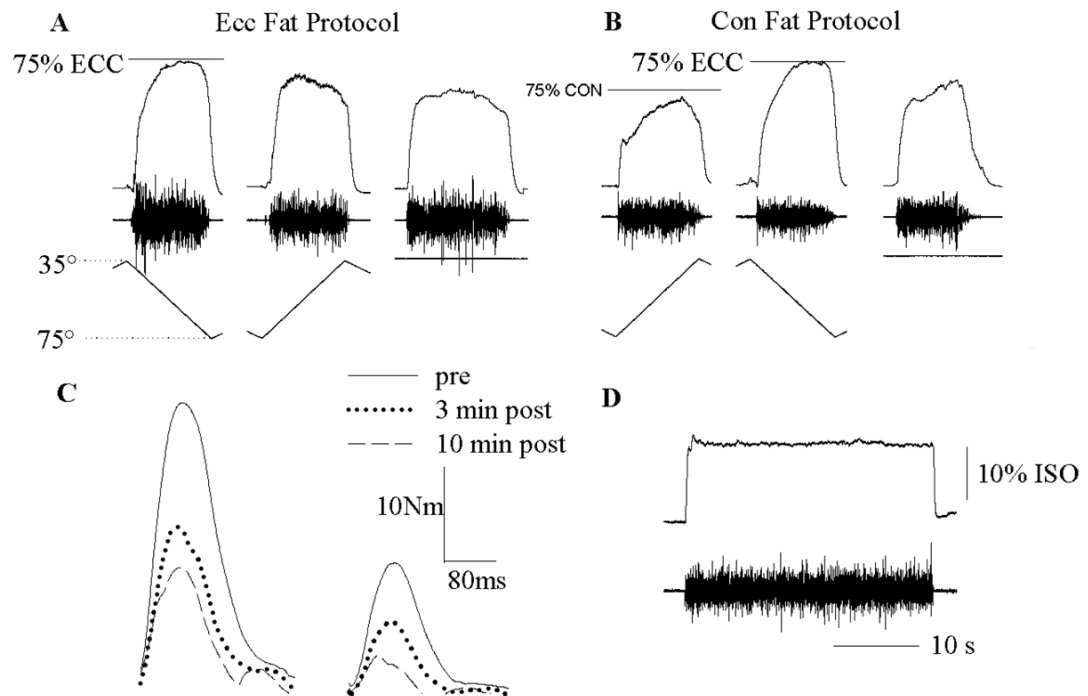 A Ecc Fat Protocol
B Con Fat Protocol
75% ECC
75% CON
75% ECC
35°
75°
C
pre
3 min post
10 min post
10Nm
80ms
D
10% ISO
10 s